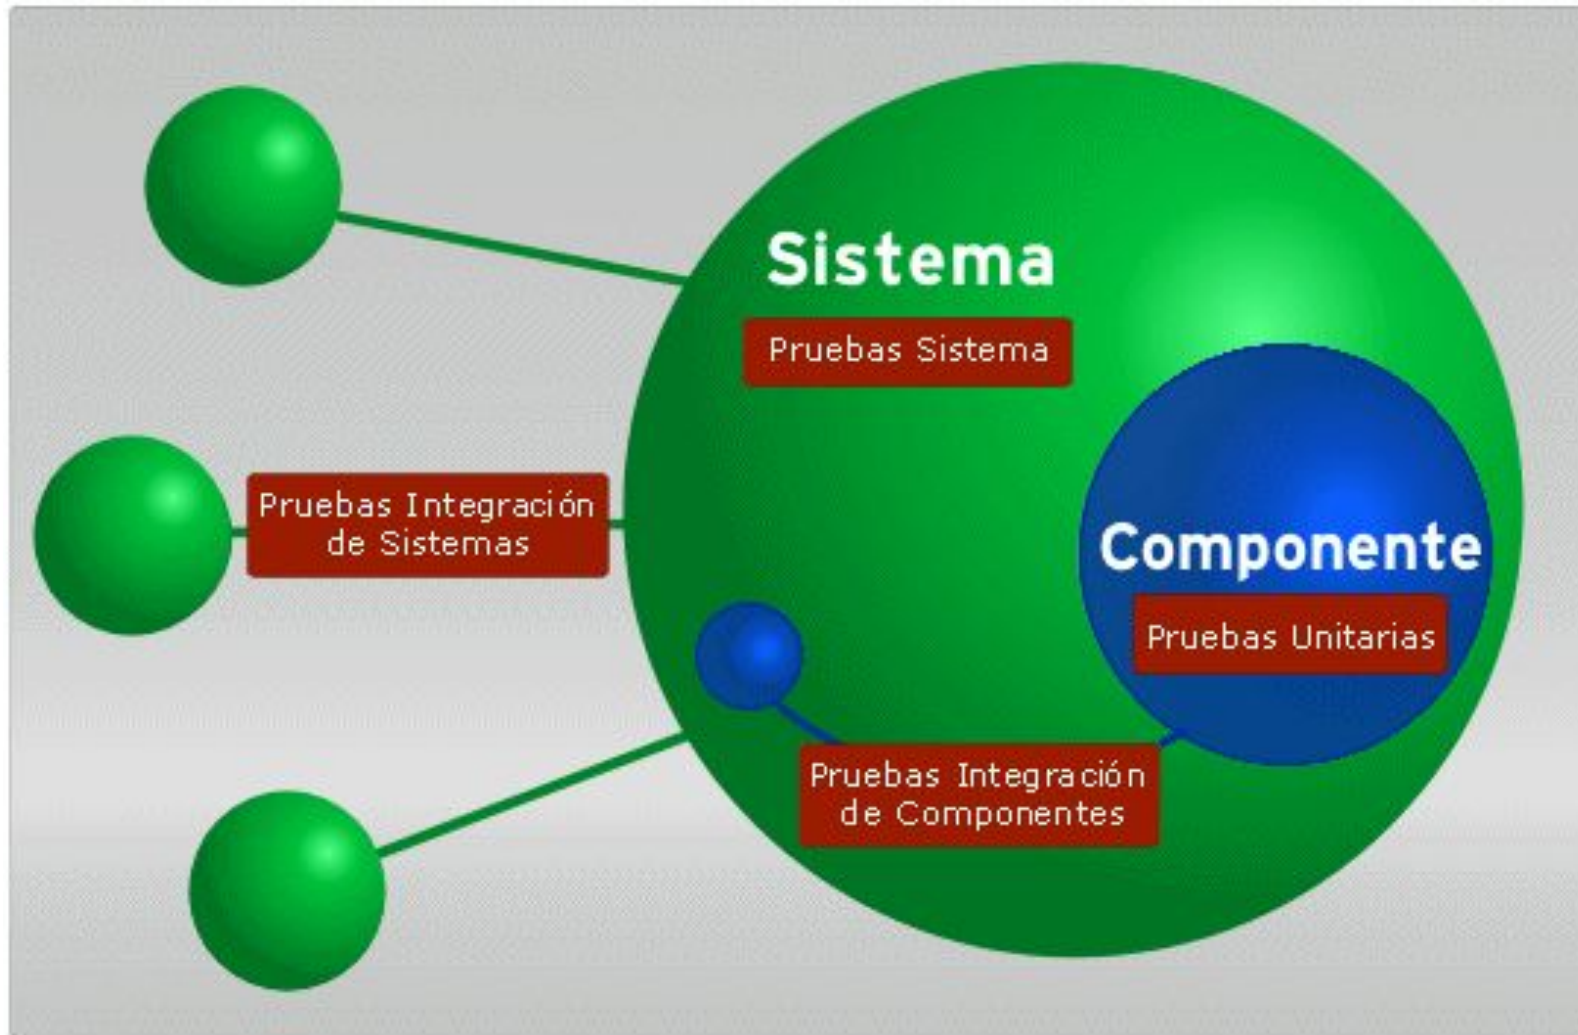 Sistema
Pruebas Sistema
Pruebas Integración
de Sistemas
Componente
Pruebas Unitarias
Pruebas Integración
de Componentes